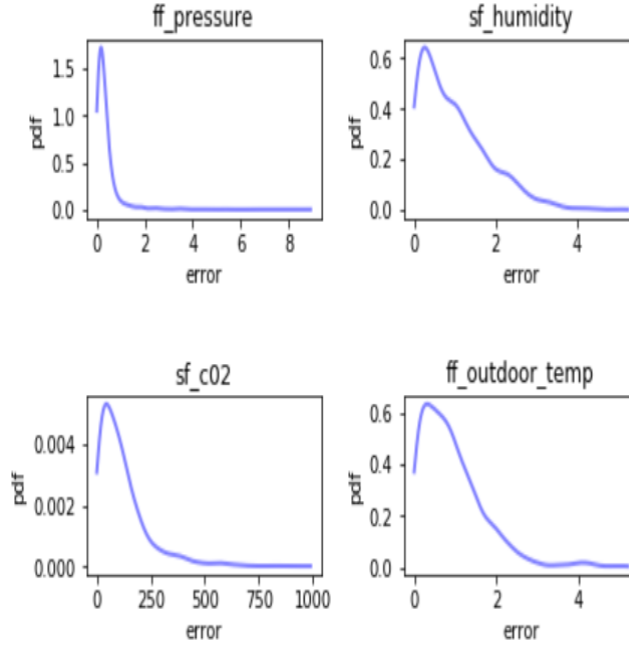 ff_pressure
pdf
1.5
1.0
0.5
0.0
0 2 4 6 8
error
sf_humidity
pdf
0.6
0.4
0.2
0.0
0 2 4
error
sf_c02
pdf
0.004
0.002
0.000
0 250 500 750 1000
error
ff_outdoor_temp
pdf
0.6
0.4
0.2
0.0
0 2 4
error